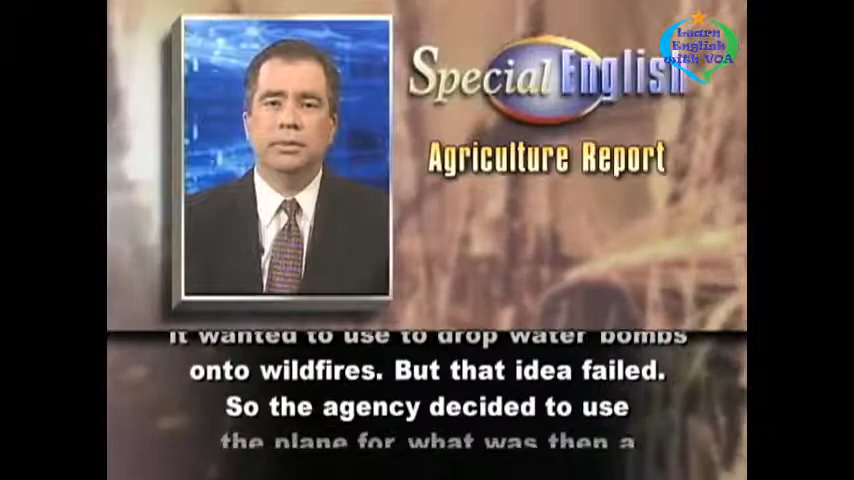 Learn
English
with VOA
Special English
Agriculture Report
It wanted to use to drop water bombs
onto wildfires. But that idea failed.
So the agency decided to use
the plane for what was then a